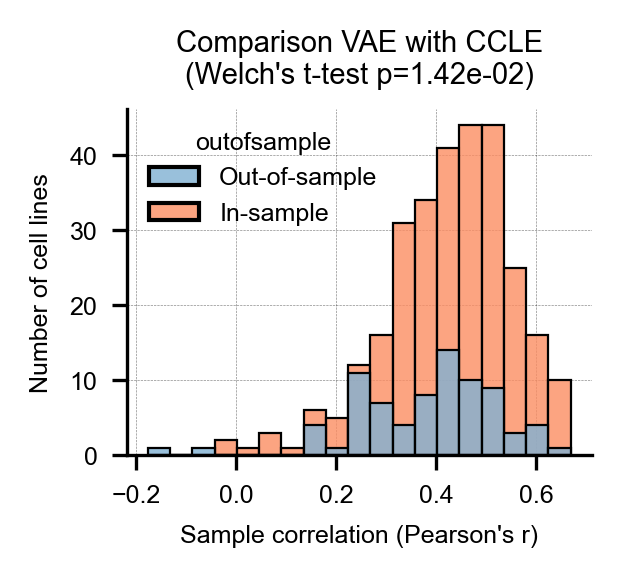 Comparison VAE with CCLE
(Welch's t-test p=1.42e-02)
outofsample
Out-of-sample
In-sample
Number of cell lines
40
30
20
10
0
−0.2
0.0
0.2
0.4
0.6
Sample correlation (Pearson's r)